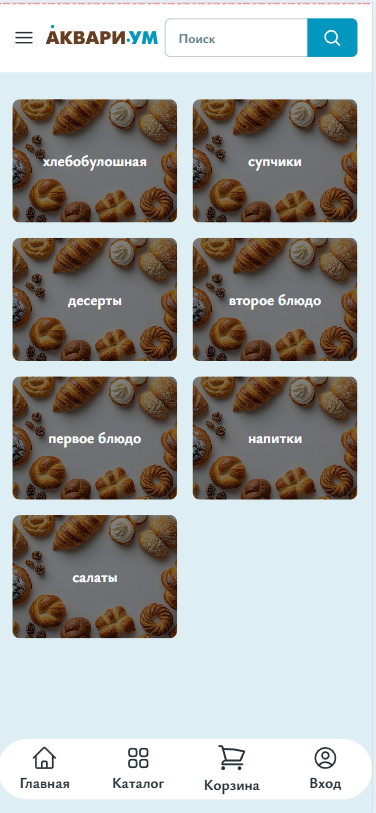 АКВАРИ·УМ
Поиск
хлебобулошная
супчики
десерты
второе блюдо
первое блюдо
напитки
салаты
Главная
Каталог
Корзина
Вход